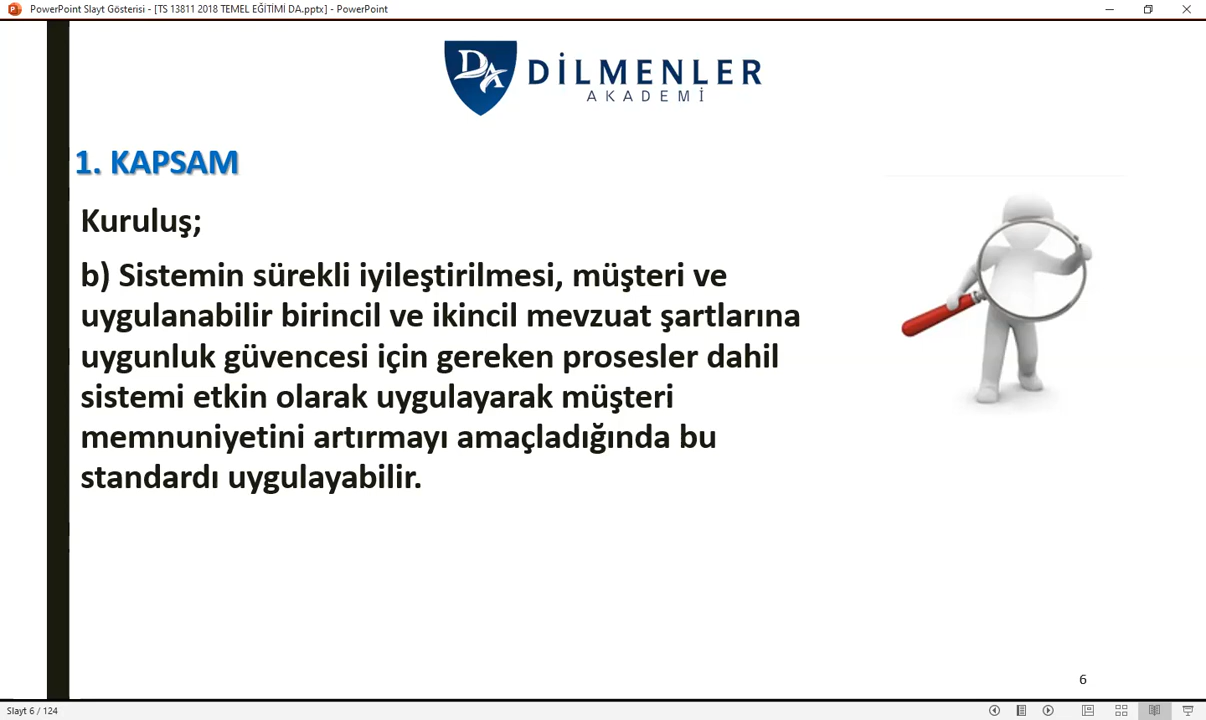 PowerPoint Slayt Gösterisi - [TS 13811 2018 TEMEL EĞİTİMİ DA.pptx] - PowerPoint
DA DİLMENLER
AKADEMİ
1. KAPSAM
Kuruluş;
b) Sistemin sürekli iyileştirilmesi, müşteri ve
uygulanabilir birincil ve ikincil mevzuat şartlarına
uygunluk güvencesi için gereken prosesler dahil
sistemi etkin olarak uygulayarak müşteri
memnuniyetini artırmayı amaçladığında bu
standardı uygulayabilir.
6
Slayt 6 / 124